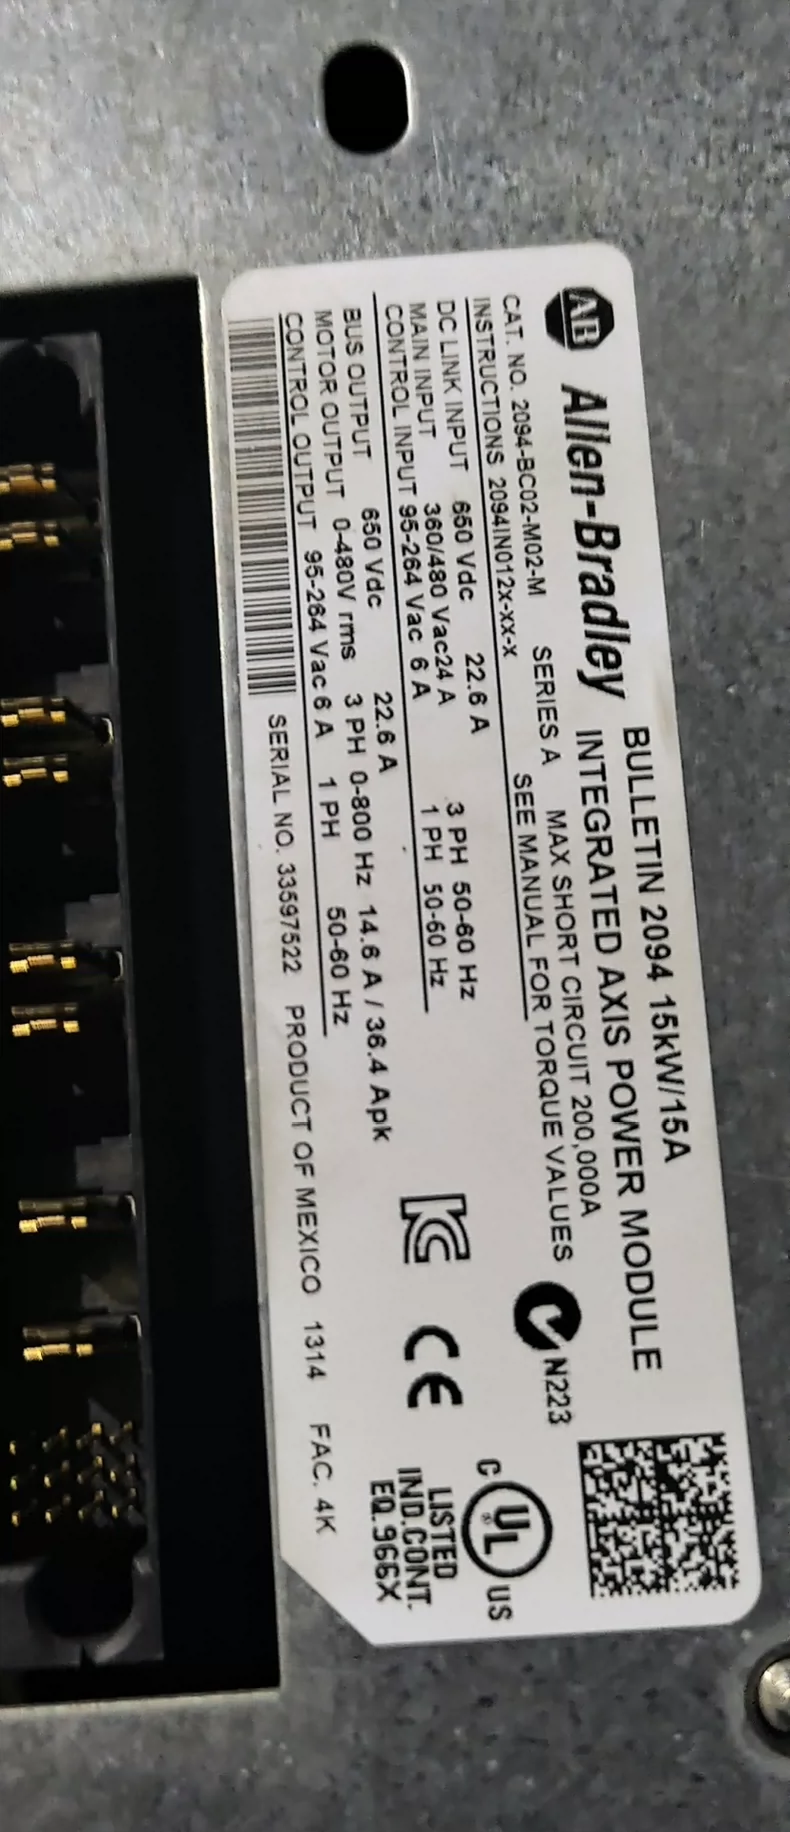 AB Allen-Bradley
BULLETIN 2094 15kW/15A
INTEGRATED AXIS POWER MODULE
CAT. NO. 2094-BC02-M02-M SERIES A MAX SHORT CIRCUIT 200,000A
INSTRUCTIONS 2094IN012x-xx-x SEE MANUAL FOR TORQUE VALUES
DC LINK INPUT 650 Vdc 22.6 A
MAIN INPUT 360/480 Vac24 A 3 PH 50-60 Hz
CONTROL INPUT 95-264 Vac 6 A 1 PH 50-60 Hz
BUS OUTPUT 650 Vdc 22.6 A
MOTOR OUTPUT 0-480V rms 3 PH 0-800 Hz 14.6 A / 36.4 Apk
CONTROL OUTPUT 95-264 Vac 6 A 1 PH 50-60 Hz
SERIAL NO. 33597522 PRODUCT OF MEXICO 1314 FAC. 4K
N223
KC CE
C UL US
®
LISTED
IND.CONT.
EQ.966X